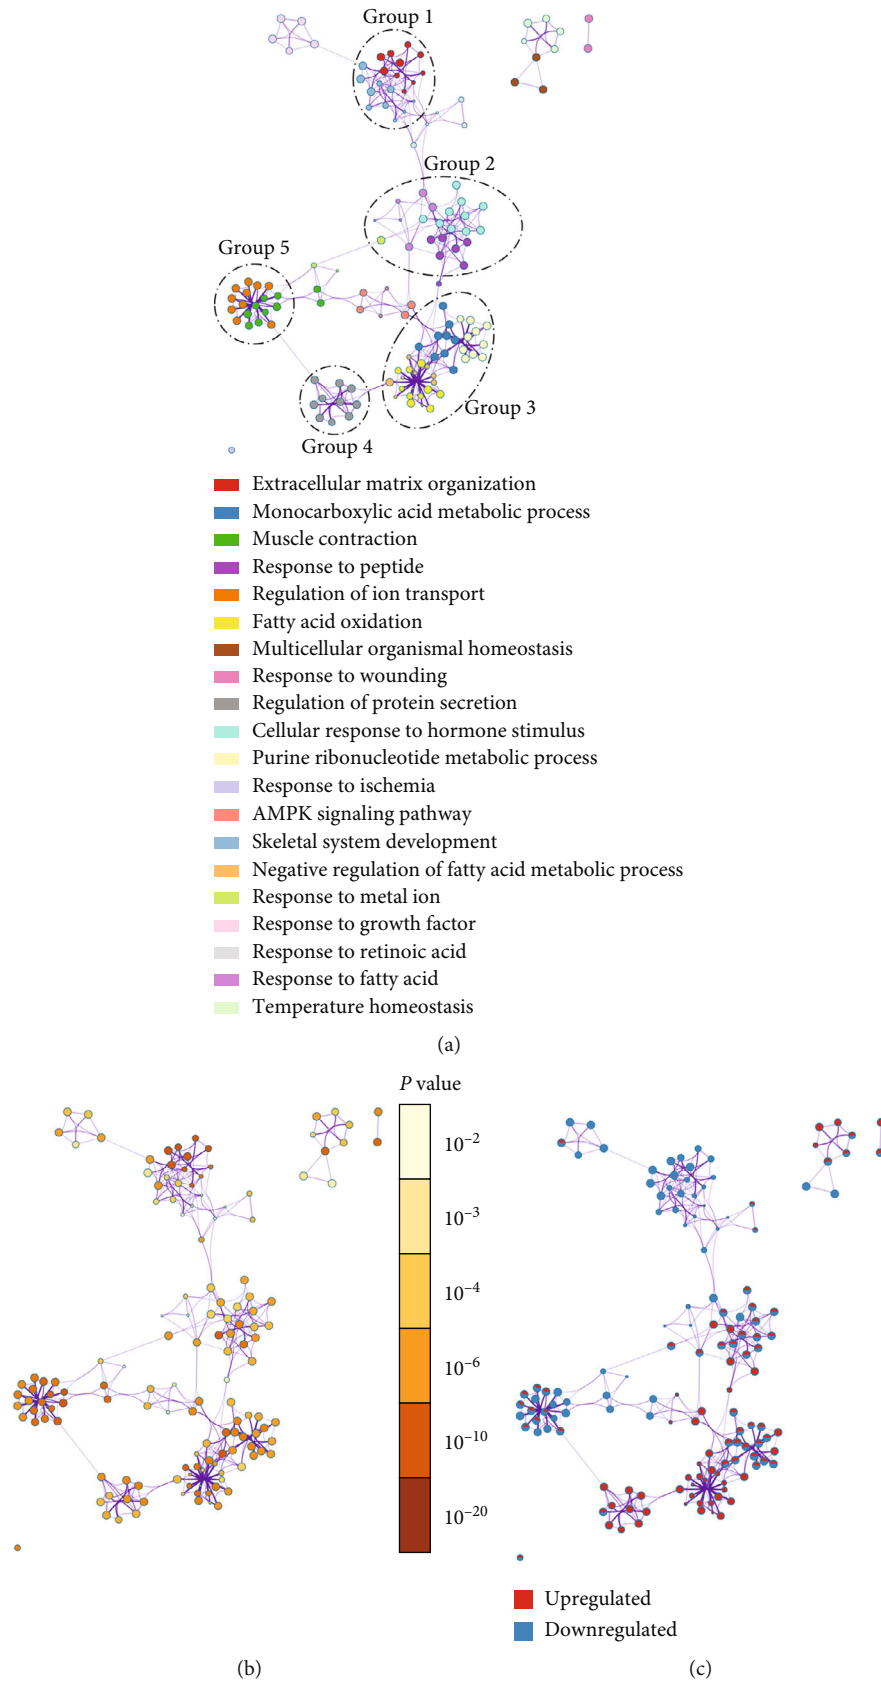 Group 1
Group 2
Group 5
Group 3
Group 4
Extracellular matrix organization
Monocarboxylic acid metabolic process
Muscle contraction
Response to peptide
Regulation of ion transport
Fatty acid oxidation
Multicellular organismal homeostasis
Response to wounding
Regulation of protein secretion
Cellular response to hormone stimulus
Purine ribonucleotide metabolic process
Response to ischemia
AMPK signaling pathway
Skeletal system development
Negative regulation of fatty acid metabolic process
Response to metal ion
Response to growth factor
Response to retinoic acid
Response to fatty acid
Temperature homeostasis
(a)
P value
10⁻²
10⁻³
10⁻⁴
10⁻⁶
10⁻¹⁰
10⁻²⁰
Upregulated
Downregulated
(b)
(c)